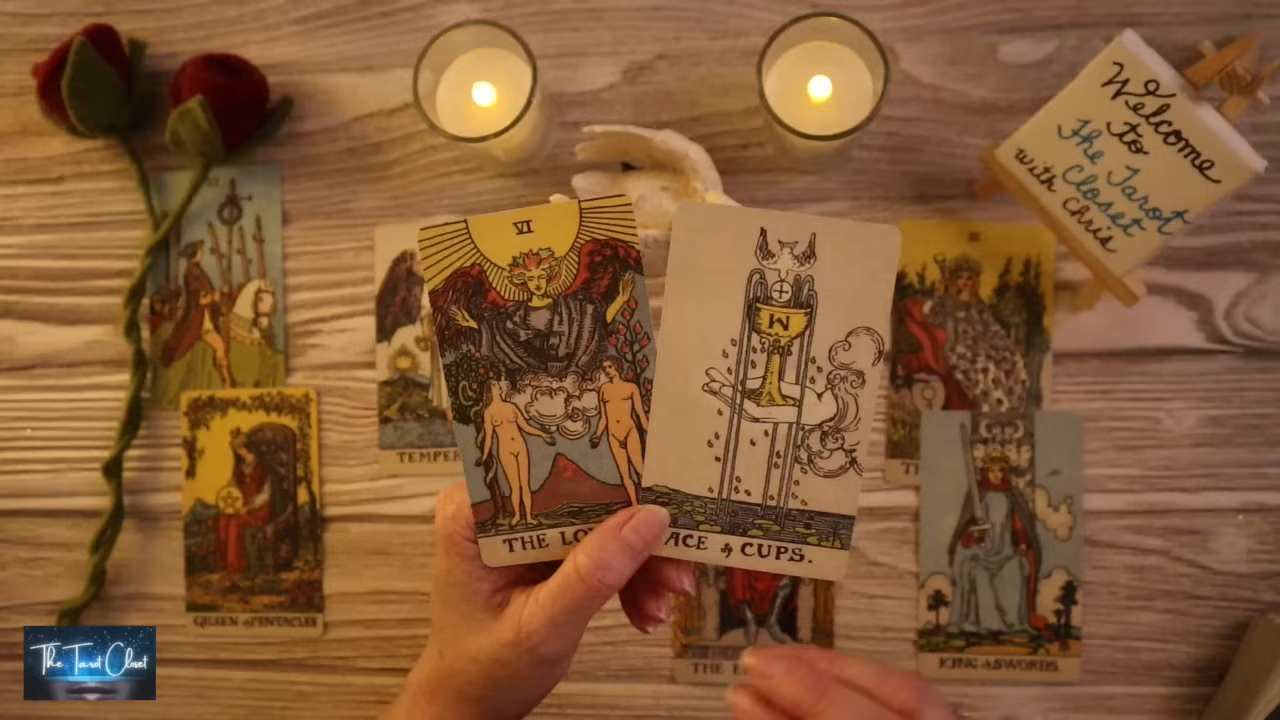 Welcome
to
The Tarot
Closet
with Chris
VI
M
TEMPER
THE LO
ACE of CUPS.
QUEEN of PENTACLES
THE E
KING of SWORDS.
The Tarot Closet